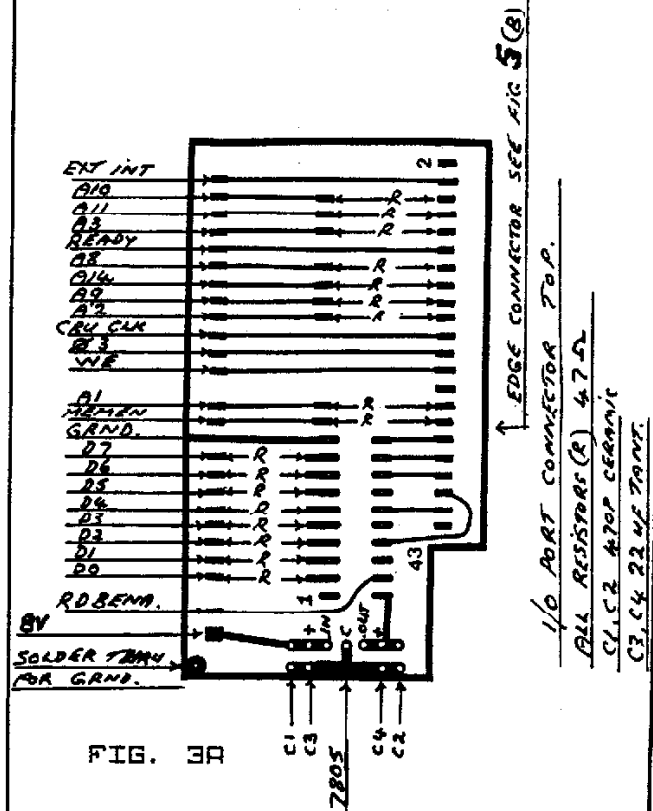 EDGE CONNECTOR SEE FIG 5(B)
2
EXT INT
A10
R
A11
R
A3
R
READY
A8
R
A14
R
A9
R
A2
R
CRU CLK
Ø3
WE
A1
R
MEMEN
R
GRND.
D7
R
D6
R
D5
R
D4
R
D3
R
D2
R
D1
R
D0
R
43
1
RDBENA.
8V
+ IN C OUT +
SOLDER THRU
FOR GRND.
C1 C3 7805 C4 C2
FIG. 3A
I/O PORT CONNECTOR TOP.
ALL RESISTORS (R) 47Ω
C1, C2 470P CERAMIC
C3, C4 22 UF TANT.